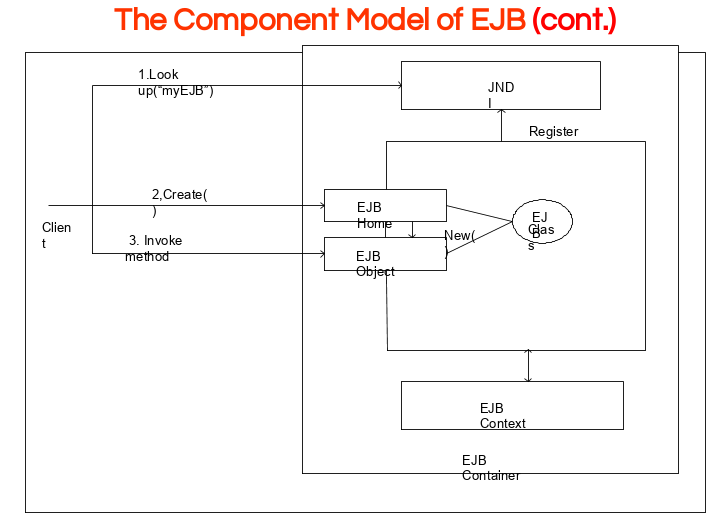 The Component Model of EJB (cont.)
1.Look
up(“myEJB”)
JND
I
Register
2,Create(
)
EJB
Home
EJ
B
Clas
s
Clien
t
New(
)
3. Invoke
method
EJB
Object
EJB
Context
EJB
Container